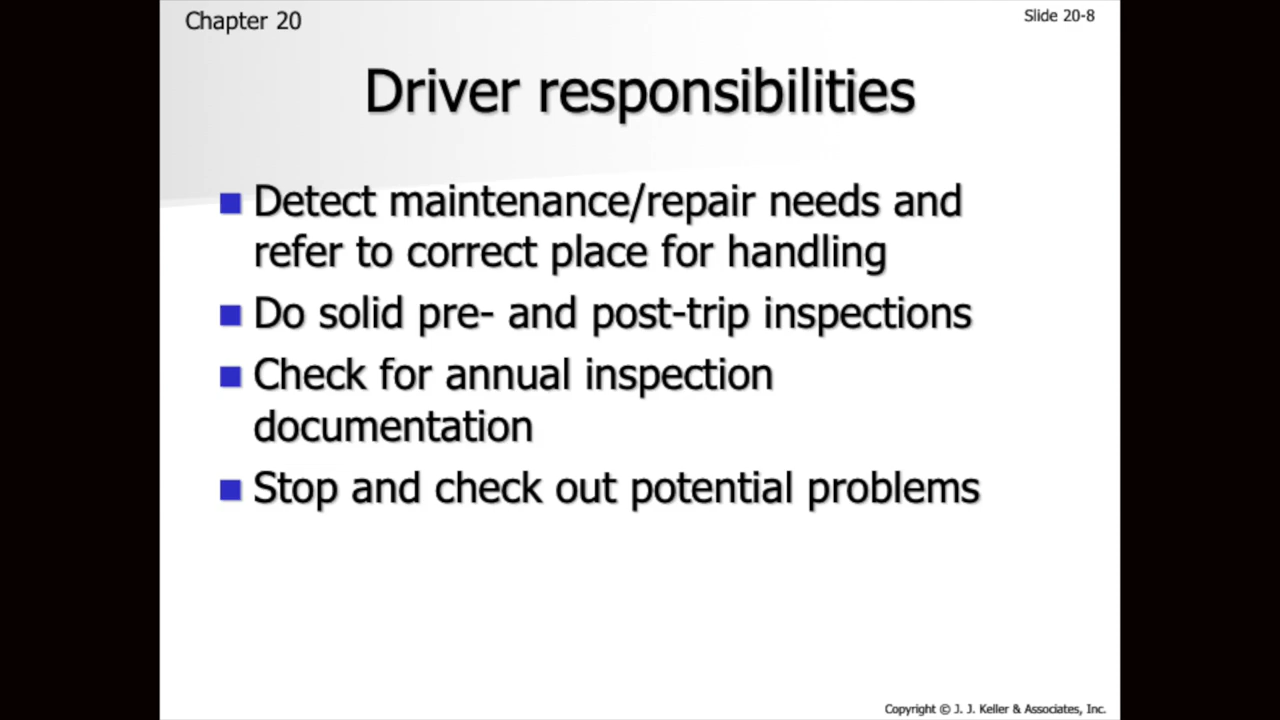 Chapter 20
Slide 20-8
Driver responsibilities
Detect maintenance/repair needs and
refer to correct place for handling
Do solid pre- and post-trip inspections
Check for annual inspection
documentation
Stop and check out potential problems
Copyright © J. J. Keller & Associates, Inc.